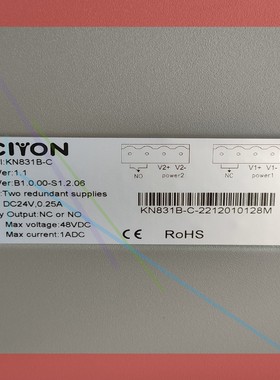 CIYON
:KN831B-C
Ver: 1.1
Ver:B1.0.00-S1.2.06
:Two redundant supplies
DC24V, 0.25A
y Output: NC or NO
Max voltage: 48VDC
Max current: 1ADC
NO V2+ V2-
power2
NC V1+ V1-
power1
KN831B-C-2212010128M
CE RoHS